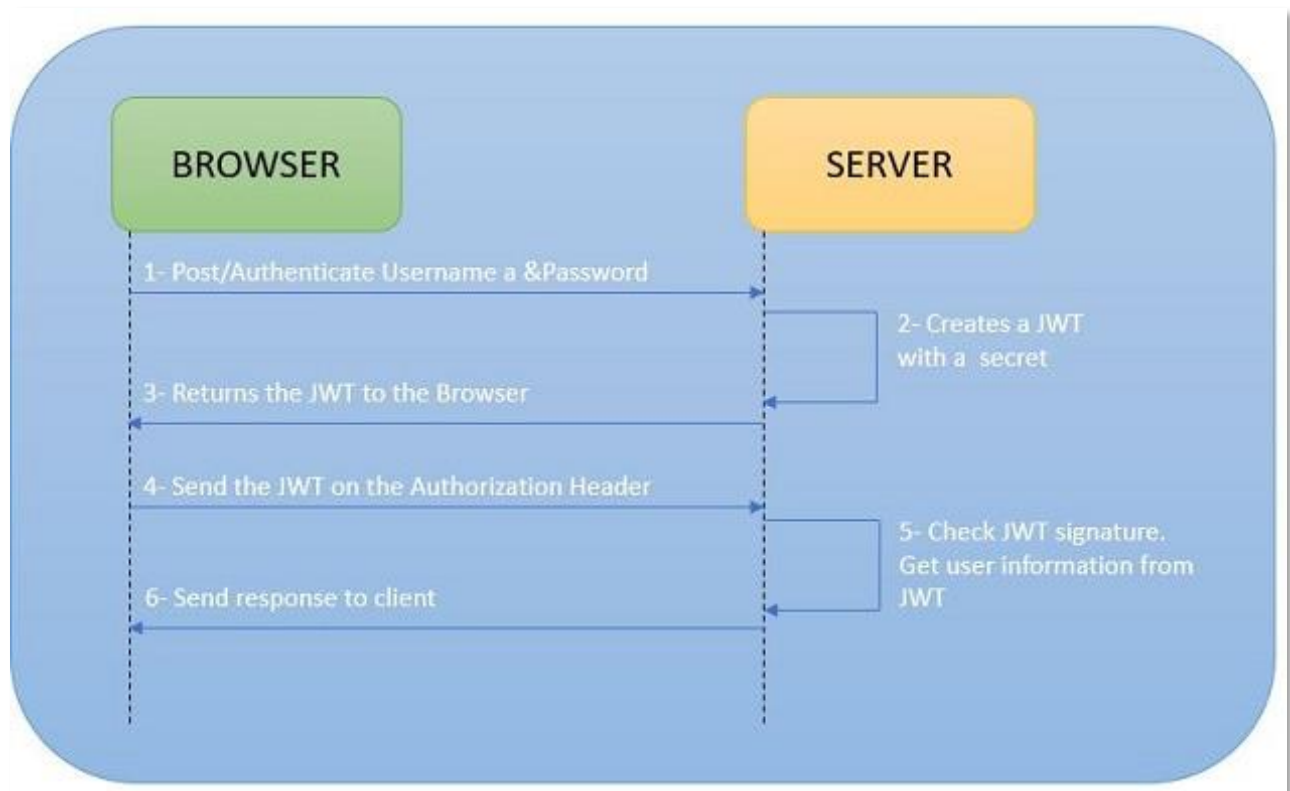 BROWSER
SERVER
1- Post/Authenticate Username a &Password
2- Creates a JWT
with a secret
3- Returns the JWT to the Browser
4- Send the JWT on the Authorization Header
5- Check JWT signature.
Get user information from
JWT
6- Send response to client